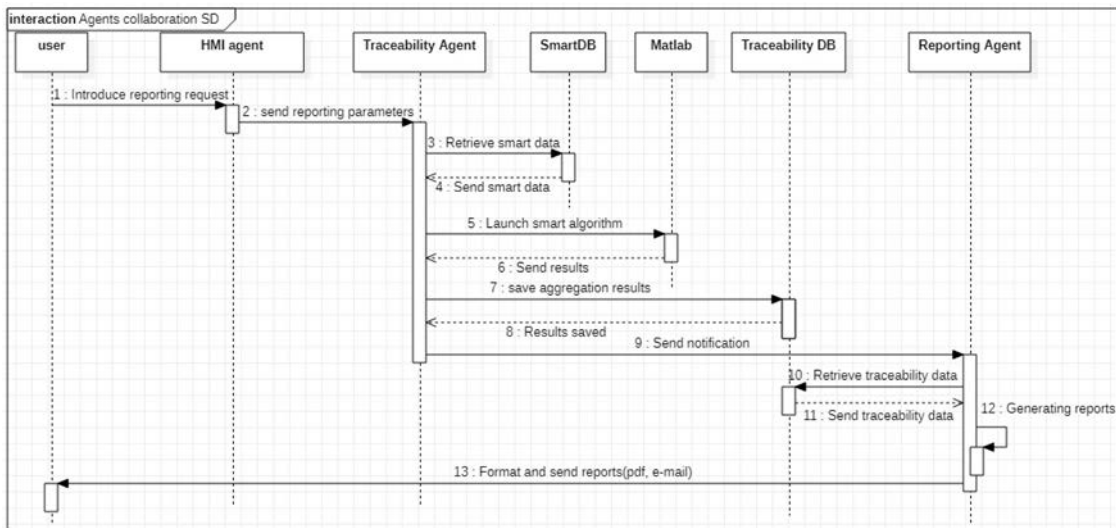 interaction Agents collaboration SD
user
HMI agent
Traceability Agent
SmartDB
Matlab
Traceability DB
Reporting Agent
1 : Introduce reporting request
2 : send reporting parameters
3 : Retrieve smart data
4 : Send smart data
5 : Launch smart algorithm
6 : Send results
7 : save aggregation results
8 : Results saved
9 : Send notification
10 : Retrieve traceability data
11 : Send traceability data
12 : Generating reports
13 : Format and send reports(pdf, e-mail)